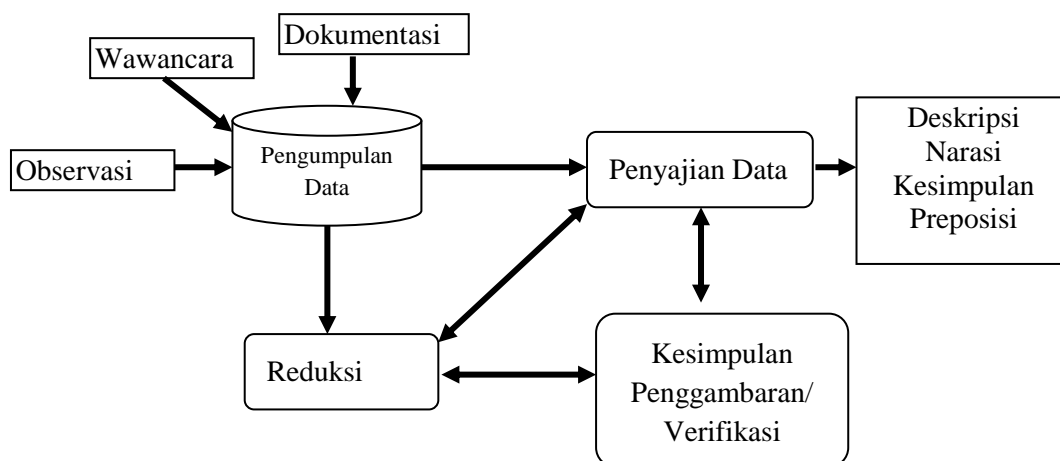 Dokumentasi
Wawancara
Observasi
Pengumpulan
Data
Penyajian Data
Deskripsi
Narasi
Kesimpulan
Preposisi
Reduksi
Kesimpulan
Penggambaran/
Verifikasi